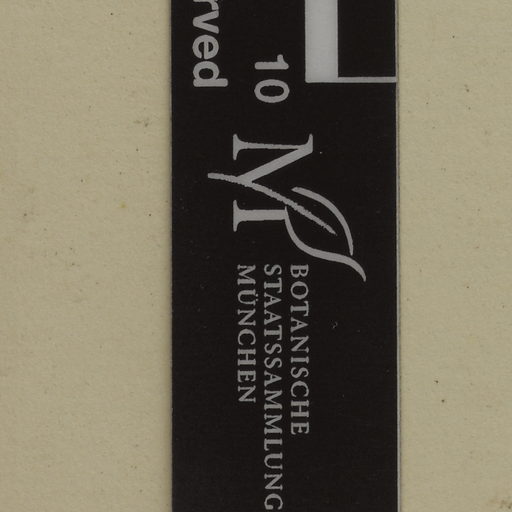 rved
10
BOTANISCHE
STAATSSAMMLUNG
MÜNCHEN